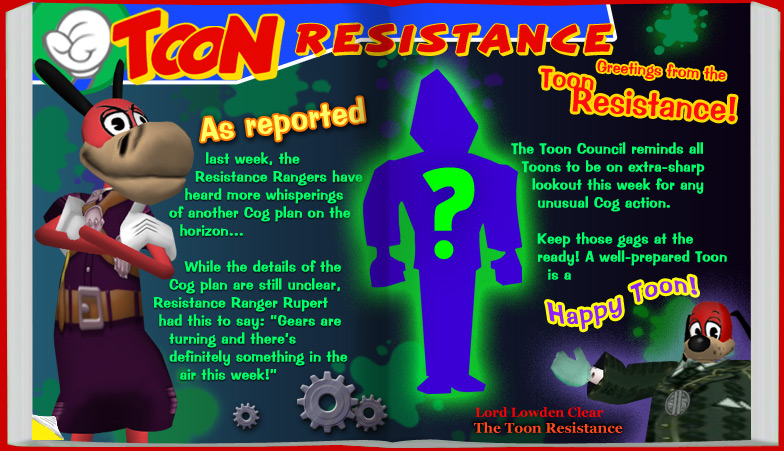 TOON RESISTANCE
As reported
last week, the
Resistance Rangers have
heard more whisperings
of another Cog plan on the
horizon...
While the details of the
Cog plan are still unclear,
Resistance Ranger Rupert
had this to say: "Gears are
turning and there's
definitely something in the
air this week!"
?
Greetings from the
Toon
Resistance!
The Toon Council reminds all
Toons to be on extra-sharp
lookout this week for any
unusual Cog action.
Keep those gags at the
ready! A well-prepared Toon
is a
Happy Toon!
Lord Lowden Clear
The Toon Resistance